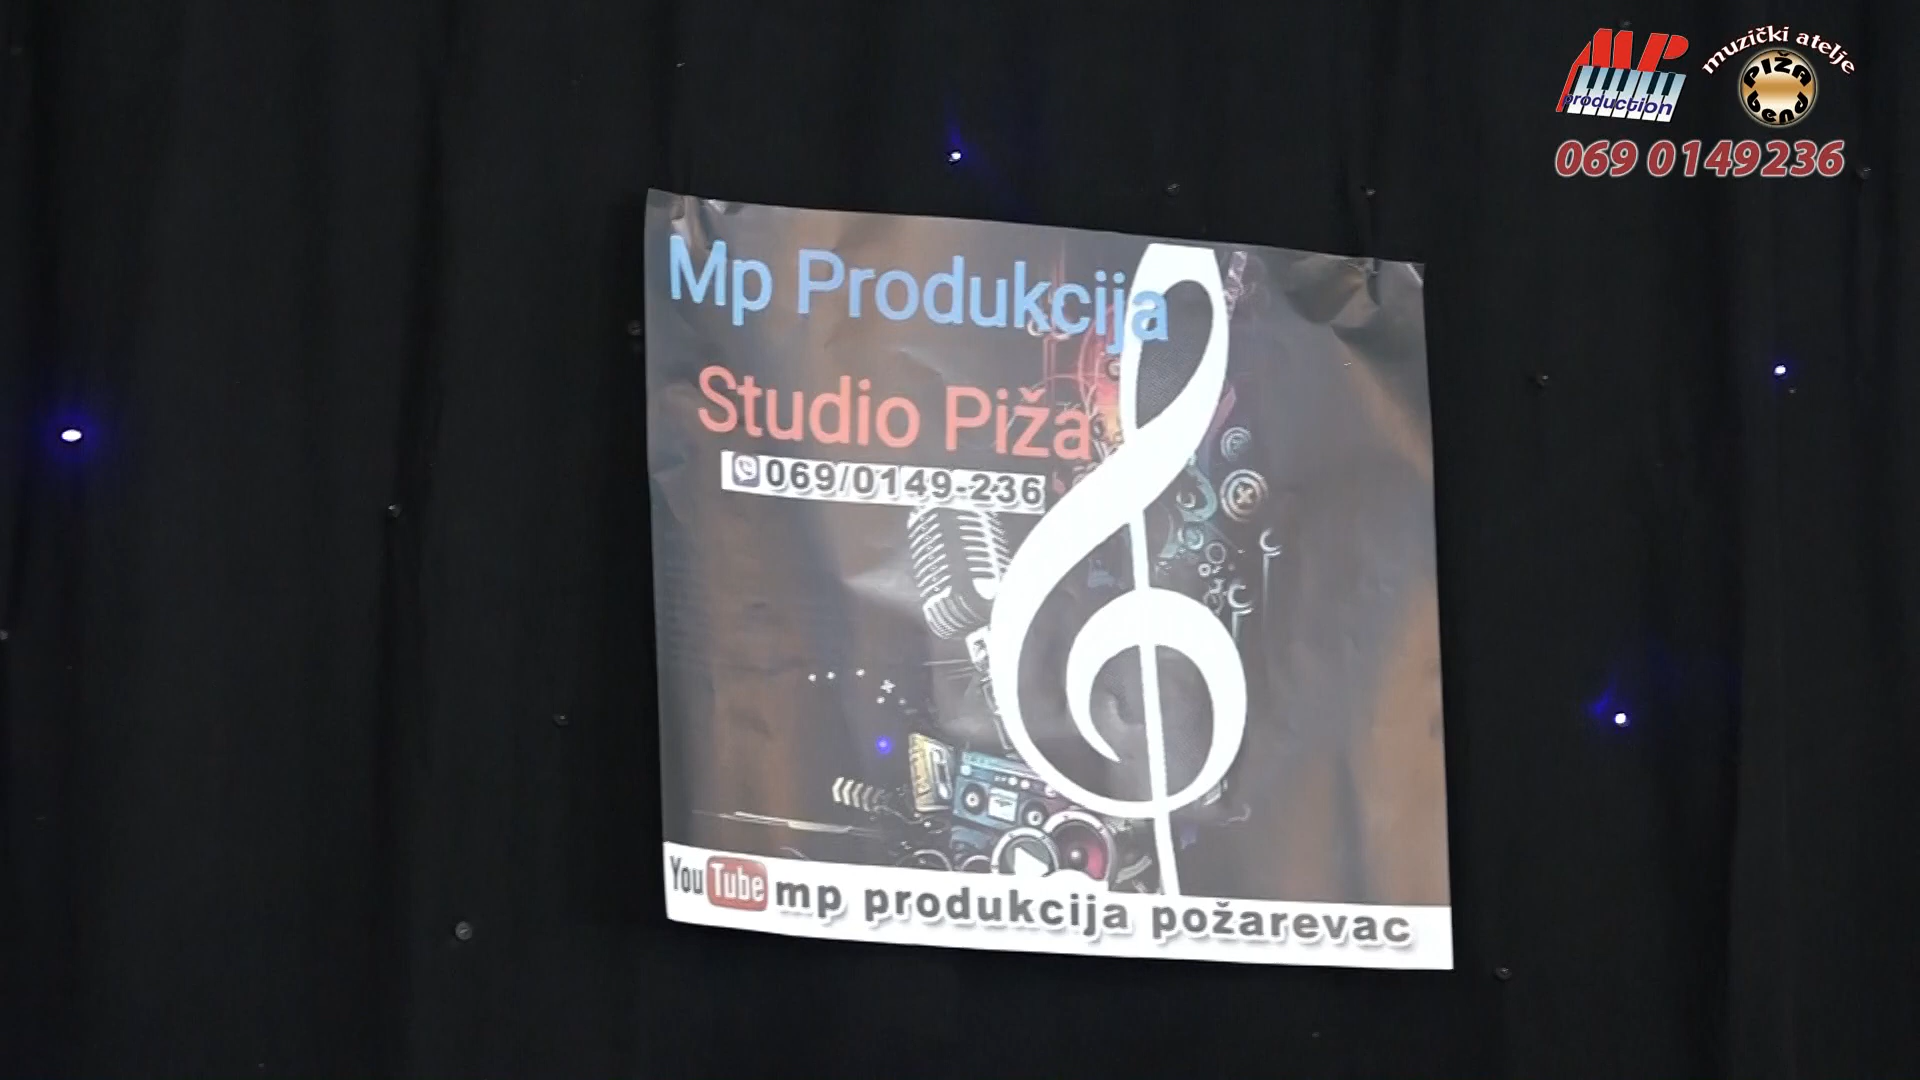 MP
production
muzički atelje
PIŽA
bend
069 0149236
Mp Produkcija
Studio Piža
069/0149-236
YouTube mp produkcija požarevac